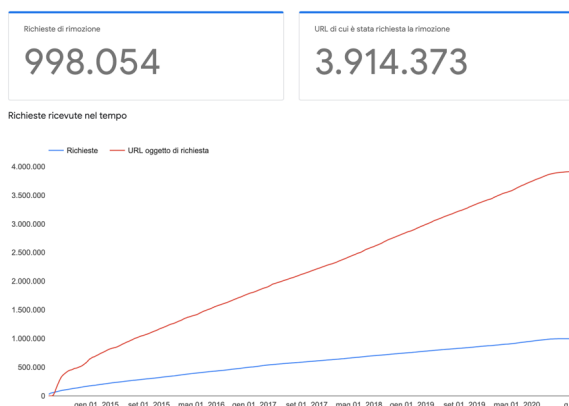 Richieste di rimozione
998.054
URL di cui è stata richiesta la rimozione
3.914.373
Richieste ricevute nel tempo
Richieste
URL oggetto di richiesta
4.000.000
3.500.000
3.000.000
2.500.000
2.000.000
1.500.000
1.000.000
500.000
0
gen 01, 2015 set 01, 2015 mag 01, 2016 gen 01, 2017 set 01, 2017 mag 01, 2018 gen 01, 2019 set 01, 2019 mag 01, 2020 g